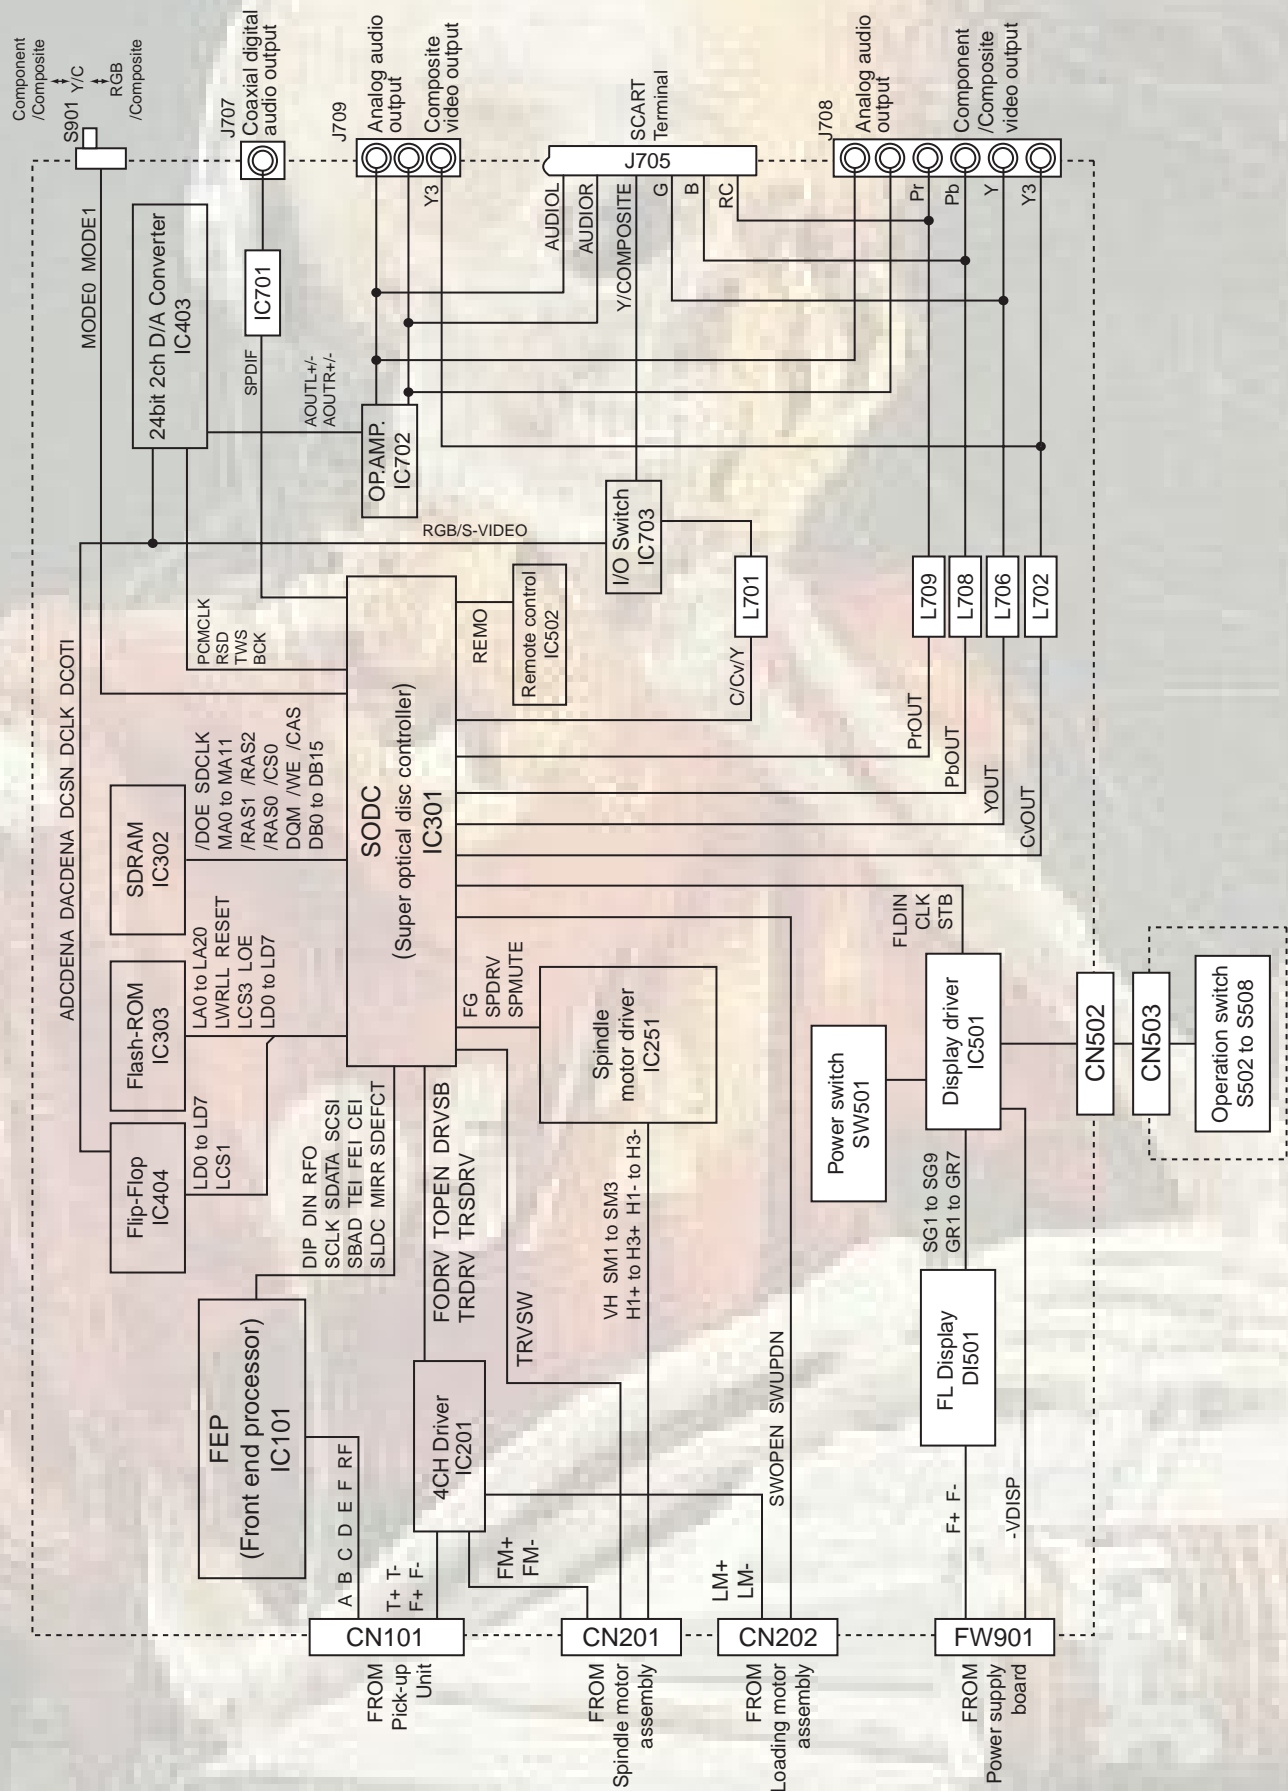 Component
/Composite
Y/C
RGB
/Composite
S901
J707
Coaxial digital
audio output
J709
Analog audio
output
Composite
video output
SCART
Terminal
J705
J708
Analog audio
output
Component
/Composite
video output
MODE0 MODE1
24bit 2ch D/A Converter
IC403
IC701
SPDIF
AOUTL+/-
AOUTR+/-
OP.AMP.
IC702
Y3
AUDIOL
AUDIOR
Y/COMPOSITE
G
B
RC
Pr
Pb
Y
Y3
RGB/S-VIDEO
I/O Switch
IC703
L701
L709
L708
L706
L702
ADCDENA DACDENA DCSN DCLK DCOTI
PCMCLK
RSD
TWS
BCK
REMO
Remote control
IC502
C/Cv/Y
PrOUT
PbOUT
YOUT
CvOUT
SDRAM
IC302
/DOE SDCLK
MA0 to MA11
/RAS1 /RAS2
/RAS0 /CS0
DQM /WE /CAS
DB0 to DB15
SODC
(Super optical disc controller)
IC301
Flash-ROM
IC303
LA0 to LA20
LWRLL RESET
LCS3 LOE
LD0 to LD7
Flip-Flop
IC404
LD0 to LD7
LCS1
FG
SPDRV
SPMUTE
Spindle
motor driver
IC251
FLDIN
CLK
STB
Display driver
IC501
Power switch
SW501
CN502
CN503
Operation switch
S502 to S508
DIP DIN RFO
SCLK SDATA SCSI
SBAD TEI FEI CEI
SLDC MIRR SDEFCT
FODRV TOPEN DRVSB
TRDRV TRSDRV
TRVSW
VH SM1 to SM3
H1+ to H3+ H1- to H3-
SWOPEN SWUPDN
SG1 to SG9
GR1 to GR7
FL Display
DI501
FEP
(Front end processor)
IC101
4CH Driver
IC201
A B C D E F RF
T+ T-
F+ F-
FM+
FM-
LM+
LM-
F+ F-
-VDISP
CN101
CN201
CN202
FW901
FROM
Pick-up
Unit
FROM
Spindle motor
assembly
FROM
Loading motor
assembly
FROM
Power supply
board